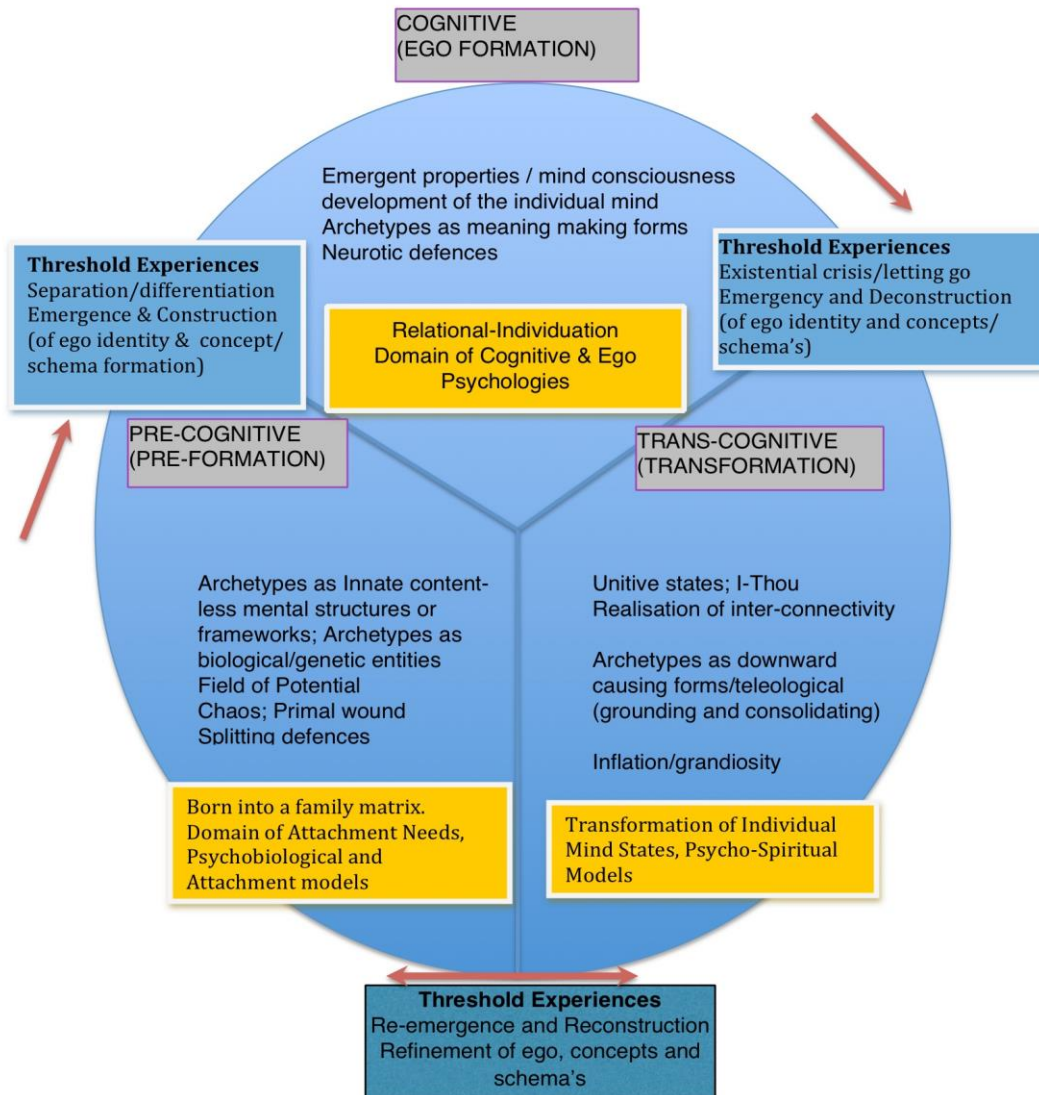 COGNITIVE
(EGO FORMATION)
Emergent properties / mind consciousness
development of the individual mind
Archetypes as meaning making forms
Neurotic defences
Threshold Experiences
Separation/differentiation
Emergence & Construction
(of ego identity & concept/
schema formation)
Threshold Experiences
Existential crisis/letting go
Emergency and Deconstruction
(of ego identity and concepts/
schema's)
Relational-Individuation
Domain of Cognitive & Ego
Psychologies
PRE-COGNITIVE
(PRE-FORMATION)
TRANS-COGNITIVE
(TRANSFORMATION)
Archetypes as Innate content-
less mental structures or
frameworks; Archetypes as
biological/genetic entities
Field of Potential
Chaos; Primal wound
Splitting defences
Unitive states; I-Thou
Realisation of inter-connectivity
Archetypes as downward
causing forms/teleological
(grounding and consolidating)
Inflation/grandiosity
Born into a family matrix.
Domain of Attachment Needs,
Psychobiological and
Attachment models
Transformation of Individual
Mind States, Psycho-Spiritual
Models
Threshold Experiences
Re-emergence and Reconstruction
Refinement of ego, concepts and
schema's